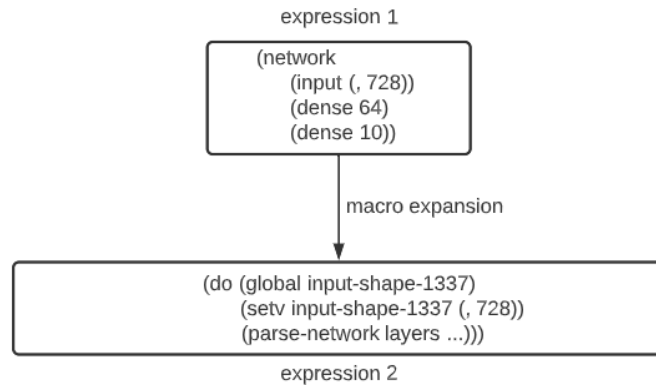 expression 1
(network
(input (, 728))
(dense 64)
(dense 10))
macro expansion
(do (global input-shape-1337)
(setv input-shape-1337 (, 728))
(parse-network layers ...)))
expression 2